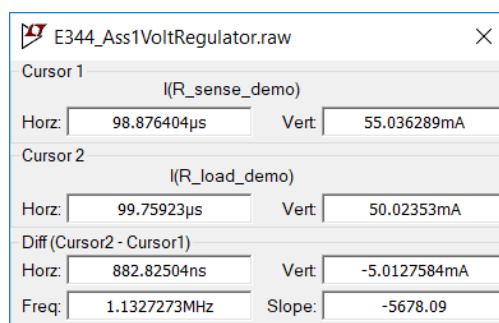 E344_Ass1VoltRegulator.raw
Cursor 1
I(R_sense_demo)
Horz: 98.876404µs Vert: 55.036289mA
Cursor 2
I(R_load_demo)
Horz: 99.75923µs Vert: 50.02353mA
Diff (Cursor2 - Cursor1)
Horz: 882.82504ns Vert: -5.0127584mA
Freq: 1.1327273MHz Slope: -5678.09